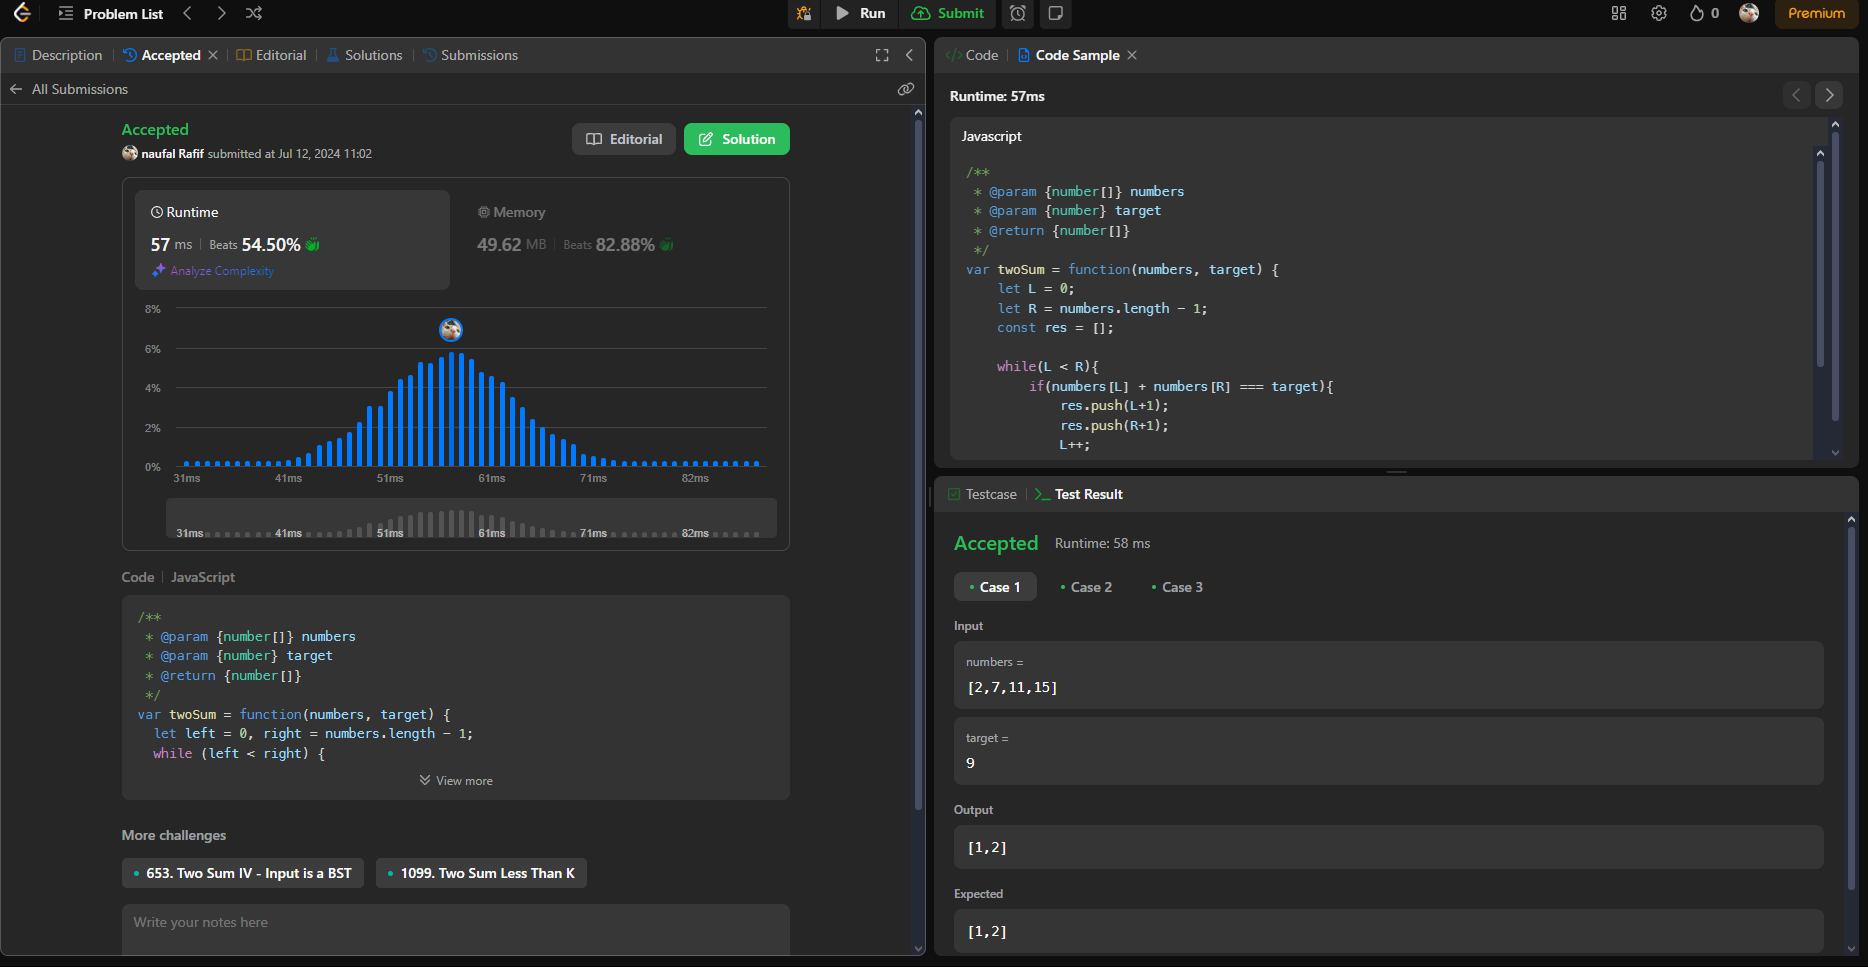 Problem List
Run
Submit
0
Premium
Description
Accepted
Editorial
Solutions
Submissions
All Submissions
Accepted
naufal Rafif submitted at Jul 12, 2024 11:02
Editorial
Solution
Runtime
57 ms | Beats 54.50%
Analyze Complexity
Memory
49.62 MB | Beats 82.88%
8%
6%
4%
2%
0%
31ms 41ms 51ms 61ms 71ms 82ms
31ms 41ms 51ms 61ms 71ms 82ms
Code | JavaScript
/**
 * @param {number[]} numbers
 * @param {number} target
 * @return {number[]}
 */
var twoSum = function(numbers, target) {
  let left = 0, right = numbers.length - 1;
  while (left < right) {
View more
More challenges
653. Two Sum IV - Input is a BST
1099. Two Sum Less Than K
Write your notes here
</> Code
Code Sample
Runtime: 57ms
Javascript
/**
 * @param {number[]} numbers
 * @param {number} target
 * @return {number[]}
 */
var twoSum = function(numbers, target) {
    let L = 0;
    let R = numbers.length - 1;
    const res = [];
    while(L < R){
        if(numbers[L] + numbers[R] === target){
            res.push(L+1);
            res.push(R+1);
            L++;
Testcase
Test Result
Accepted Runtime: 58 ms
Case 1
Case 2
Case 3
Input
numbers =
[2,7,11,15]
target =
9
Output
[1,2]
Expected
[1,2]